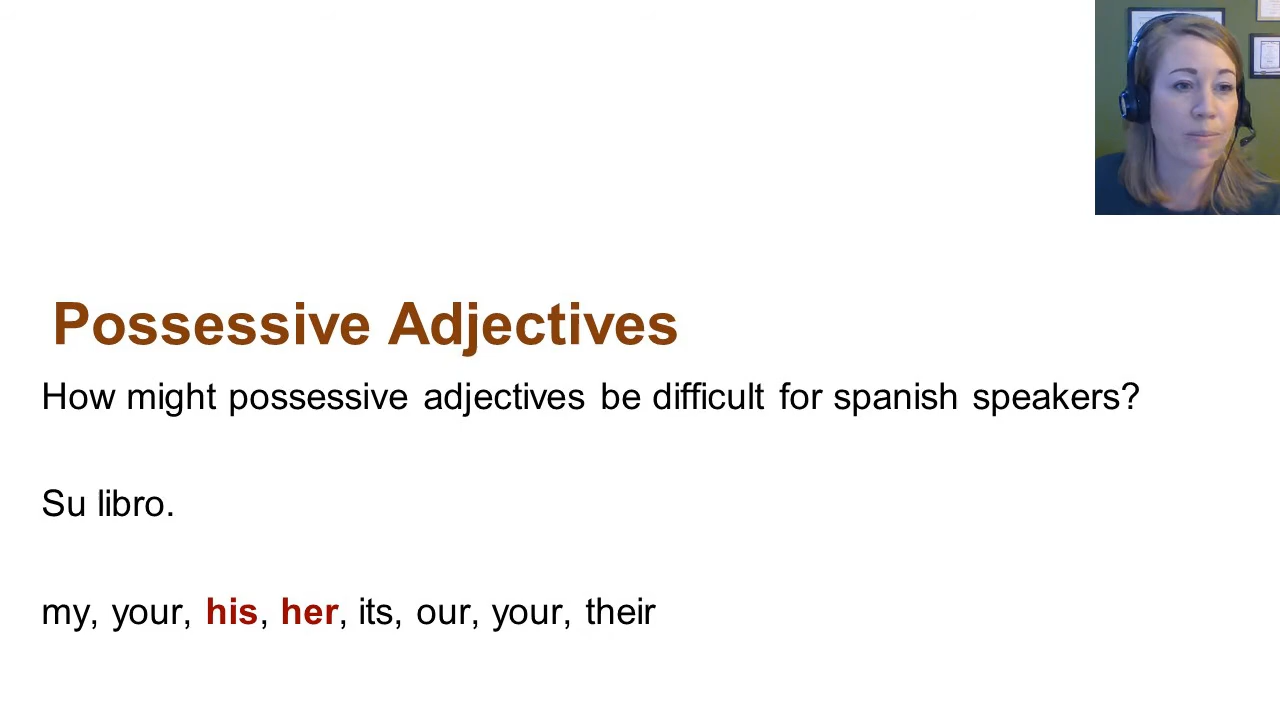 Possessive Adjectives
How might possessive adjectives be difficult for spanish speakers?
Su libro.
my, your, his, her, its, our, your, their